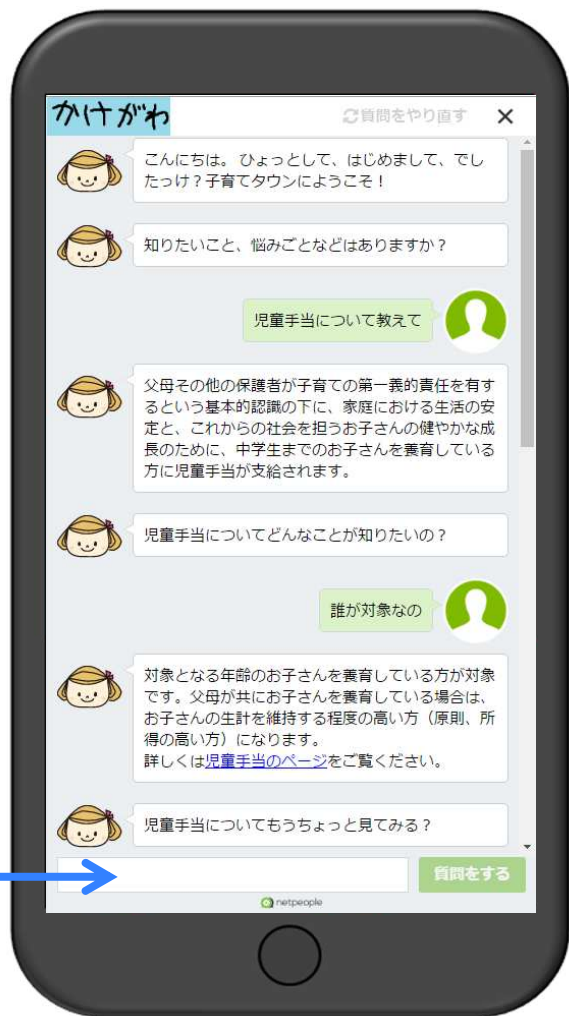 かけがわ
質問をやり直す ×
こんにちは。 ひょっとして、はじめまして、でし
たっけ?子育てタウンにようこそ!
知りたいこと、悩みごとなどはありますか?
児童手当について教えて
父母その他の保護者が子育ての第一義的責任を有す
るという基本的認識の下に、家庭における生活の安
定と、これからの社会を担うお子さんの健やかな成
長のために、中学生までのお子さんを養育している
方に児童手当が支給されます。
児童手当についてどんなことが知りたいの?
誰が対象なの
対象となる年齢のお子さんを養育している方が対象
です。父母が共にお子さんを養育している場合は、
お子さんの生計を維持する程度の高い方（原則、所
得の高い方）になります。
詳しくは児童手当のページをご覧ください。
児童手当についてもうちょっと見てみる?
質問をする
netpeople